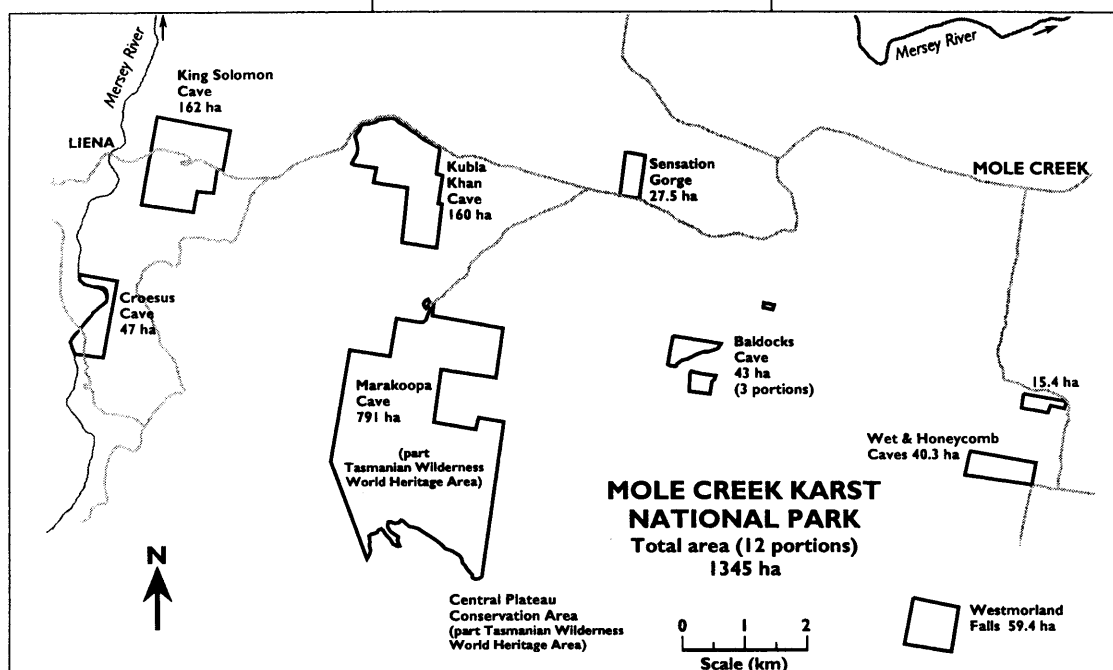 Mersey River
Mersey River
King Solomon
Cave
162 ha
LIENA
Kubla
Khan
Cave
160 ha
Sensation
Gorge
27.5 ha
MOLE CREEK
Croesus
Cave
47 ha
Baldocks
Cave
43 ha
(3 portions)
Marakoopa
Cave
791 ha
15.4 ha
(part
Tasmanian Wilderness
World Heritage Area)
Wet & Honeycomb
Caves 40.3 ha
MOLE CREEK KARST
NATIONAL PARK
Total area (12 portions)
1345 ha
N
Central Plateau
Conservation Area
(part Tasmanian Wilderness
World Heritage Area)
0 1 2
Scale (km)
Westmorland
Falls 59.4 ha